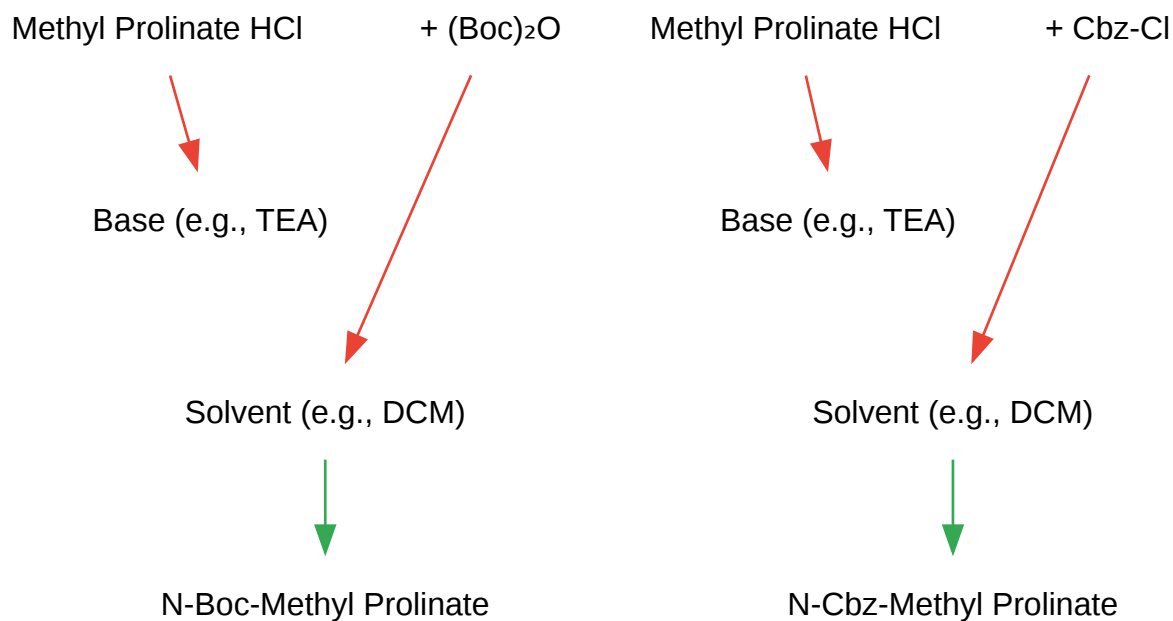 Methyl Prolinate HCl
+ (Boc)₂O
Base (e.g., TEA)
Solvent (e.g., DCM)
N-Boc-Methyl Prolinate
Methyl Prolinate HCl
+ Cbz-Cl
Base (e.g., TEA)
Solvent (e.g., DCM)
N-Cbz-Methyl Prolinate